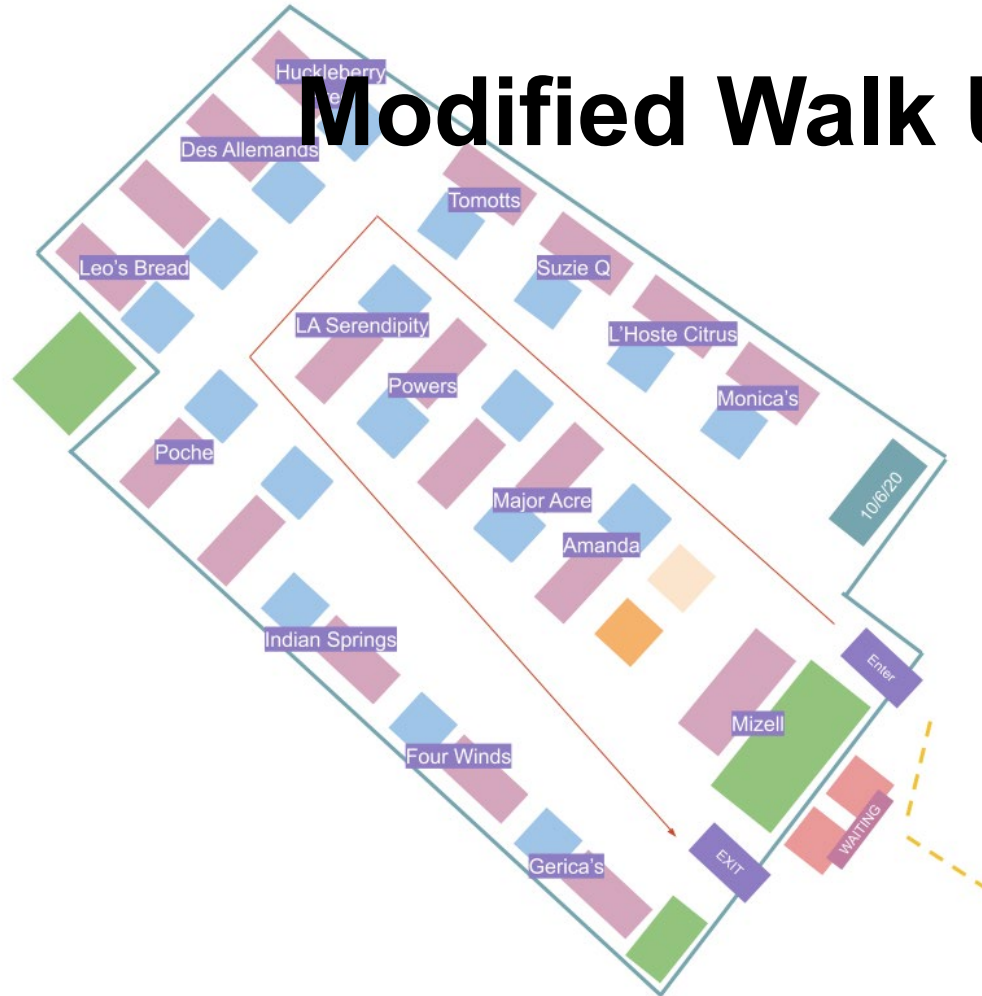 Modified Walk
Huckleberry
Des Allemands
Tomotts
Leo's Bread
Suzie Q
LA Serendipity
L'Hoste Citrus
Powers
Monica's
Poche
10/6/20
Major Acre
Amanda
Indian Springs
Enter
Mizell
Four Winds
WAITING
EXIT
Gerica's